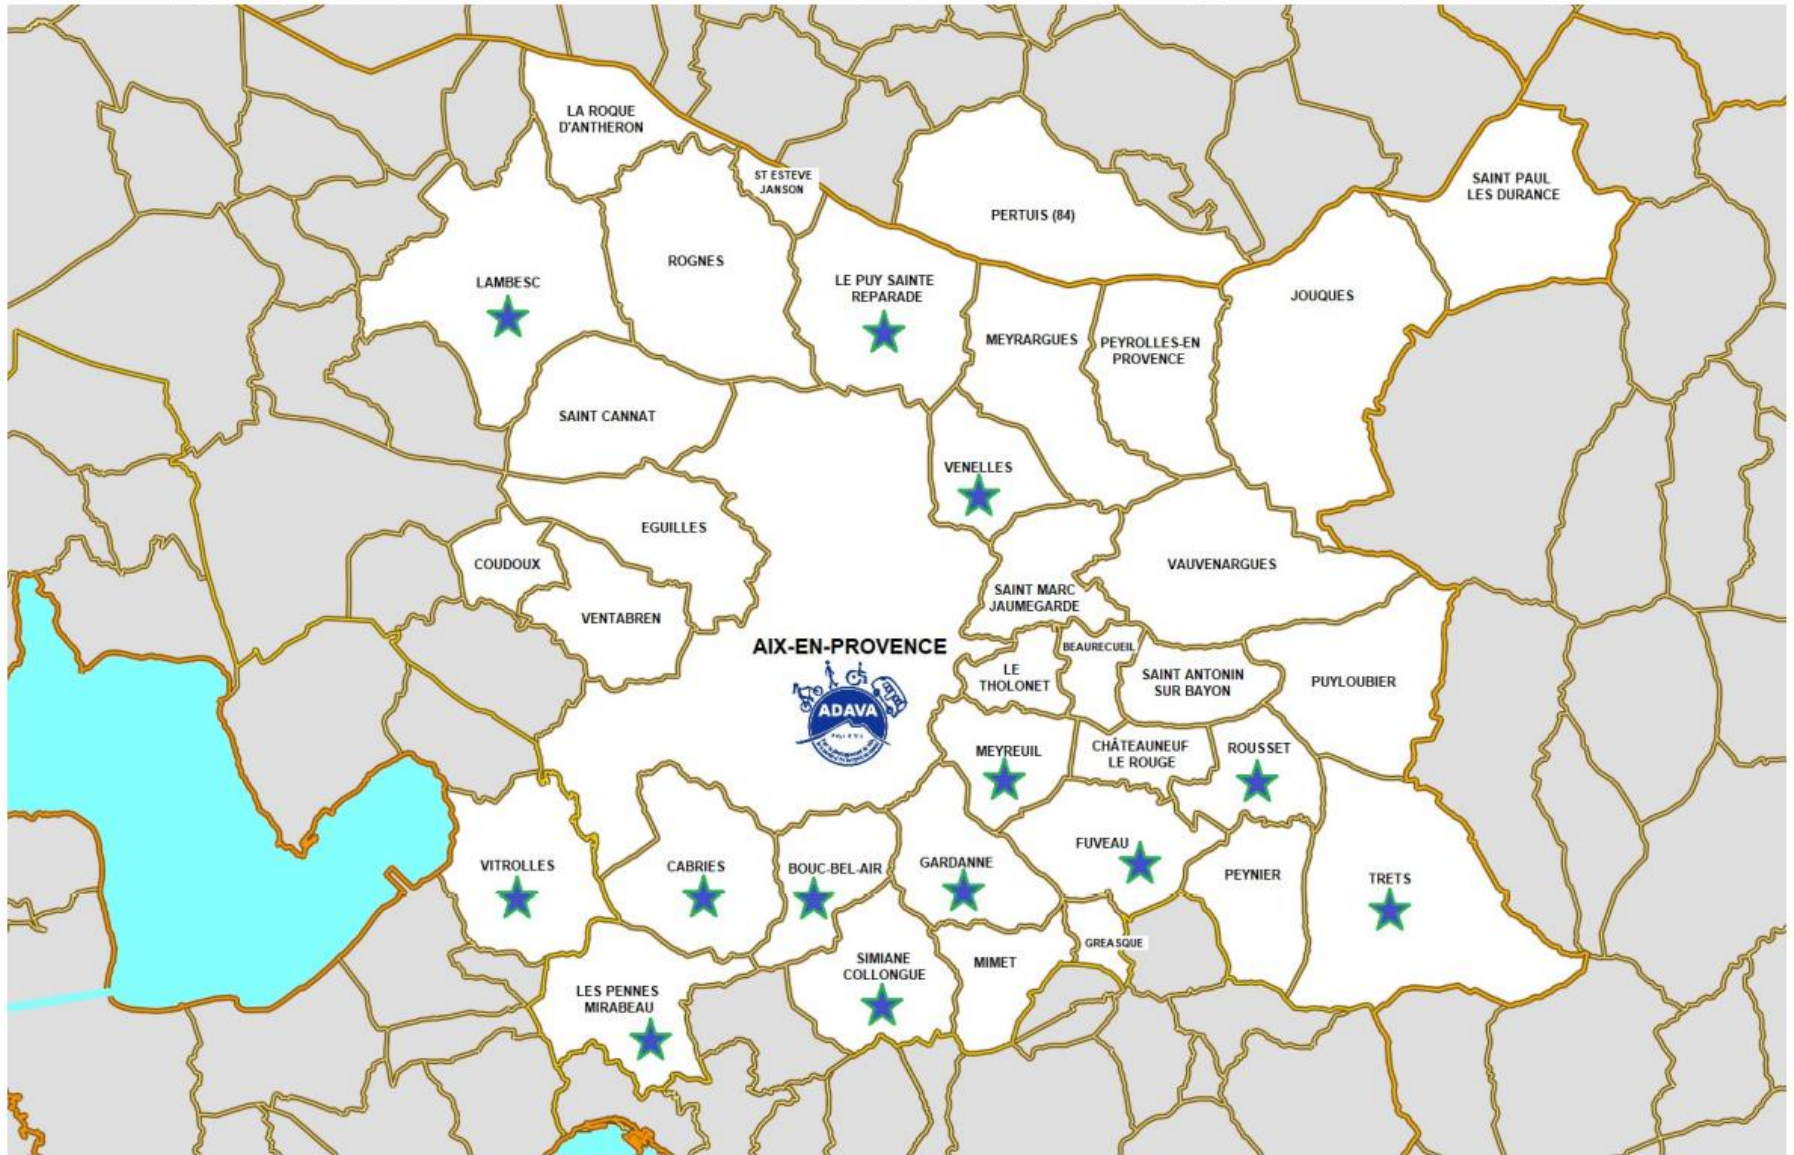 LA ROQUE
D'ANTHERON
ST ESTEVE
JANSON
SAINT PAUL
LES DURANCE
PERTUIS (84)
ROGNES
LAMBESC
LE PUY SAINTE
REPARADE
JOUQUES
MEYRARGUES
PEYROLLES-EN
PROVENCE
SAINT CANNAT
VENELLES
EGUILLES
COUDOUX
VAUVENARGUES
SAINT MARC
JAUMEGARDE
VENTABREN
AIX-EN-PROVENCE
BEAURECUEIL
LE
THOLONET
SAINT ANTONIN
SUR BAYON
PUYLOUBIER
ADAVA
Pays d'Aix
MEYREUIL
CHÂTEAUNEUF
LE ROUGE
ROUSSET
FUVEAU
VITROLLES
CABRIES
BOUC-BEL-AIR
GARDANNE
PEYNIER
TRETS
GREASQUE
SIMIANE
COLLONGUE
MIMET
LES PENNES
MIRABEAU